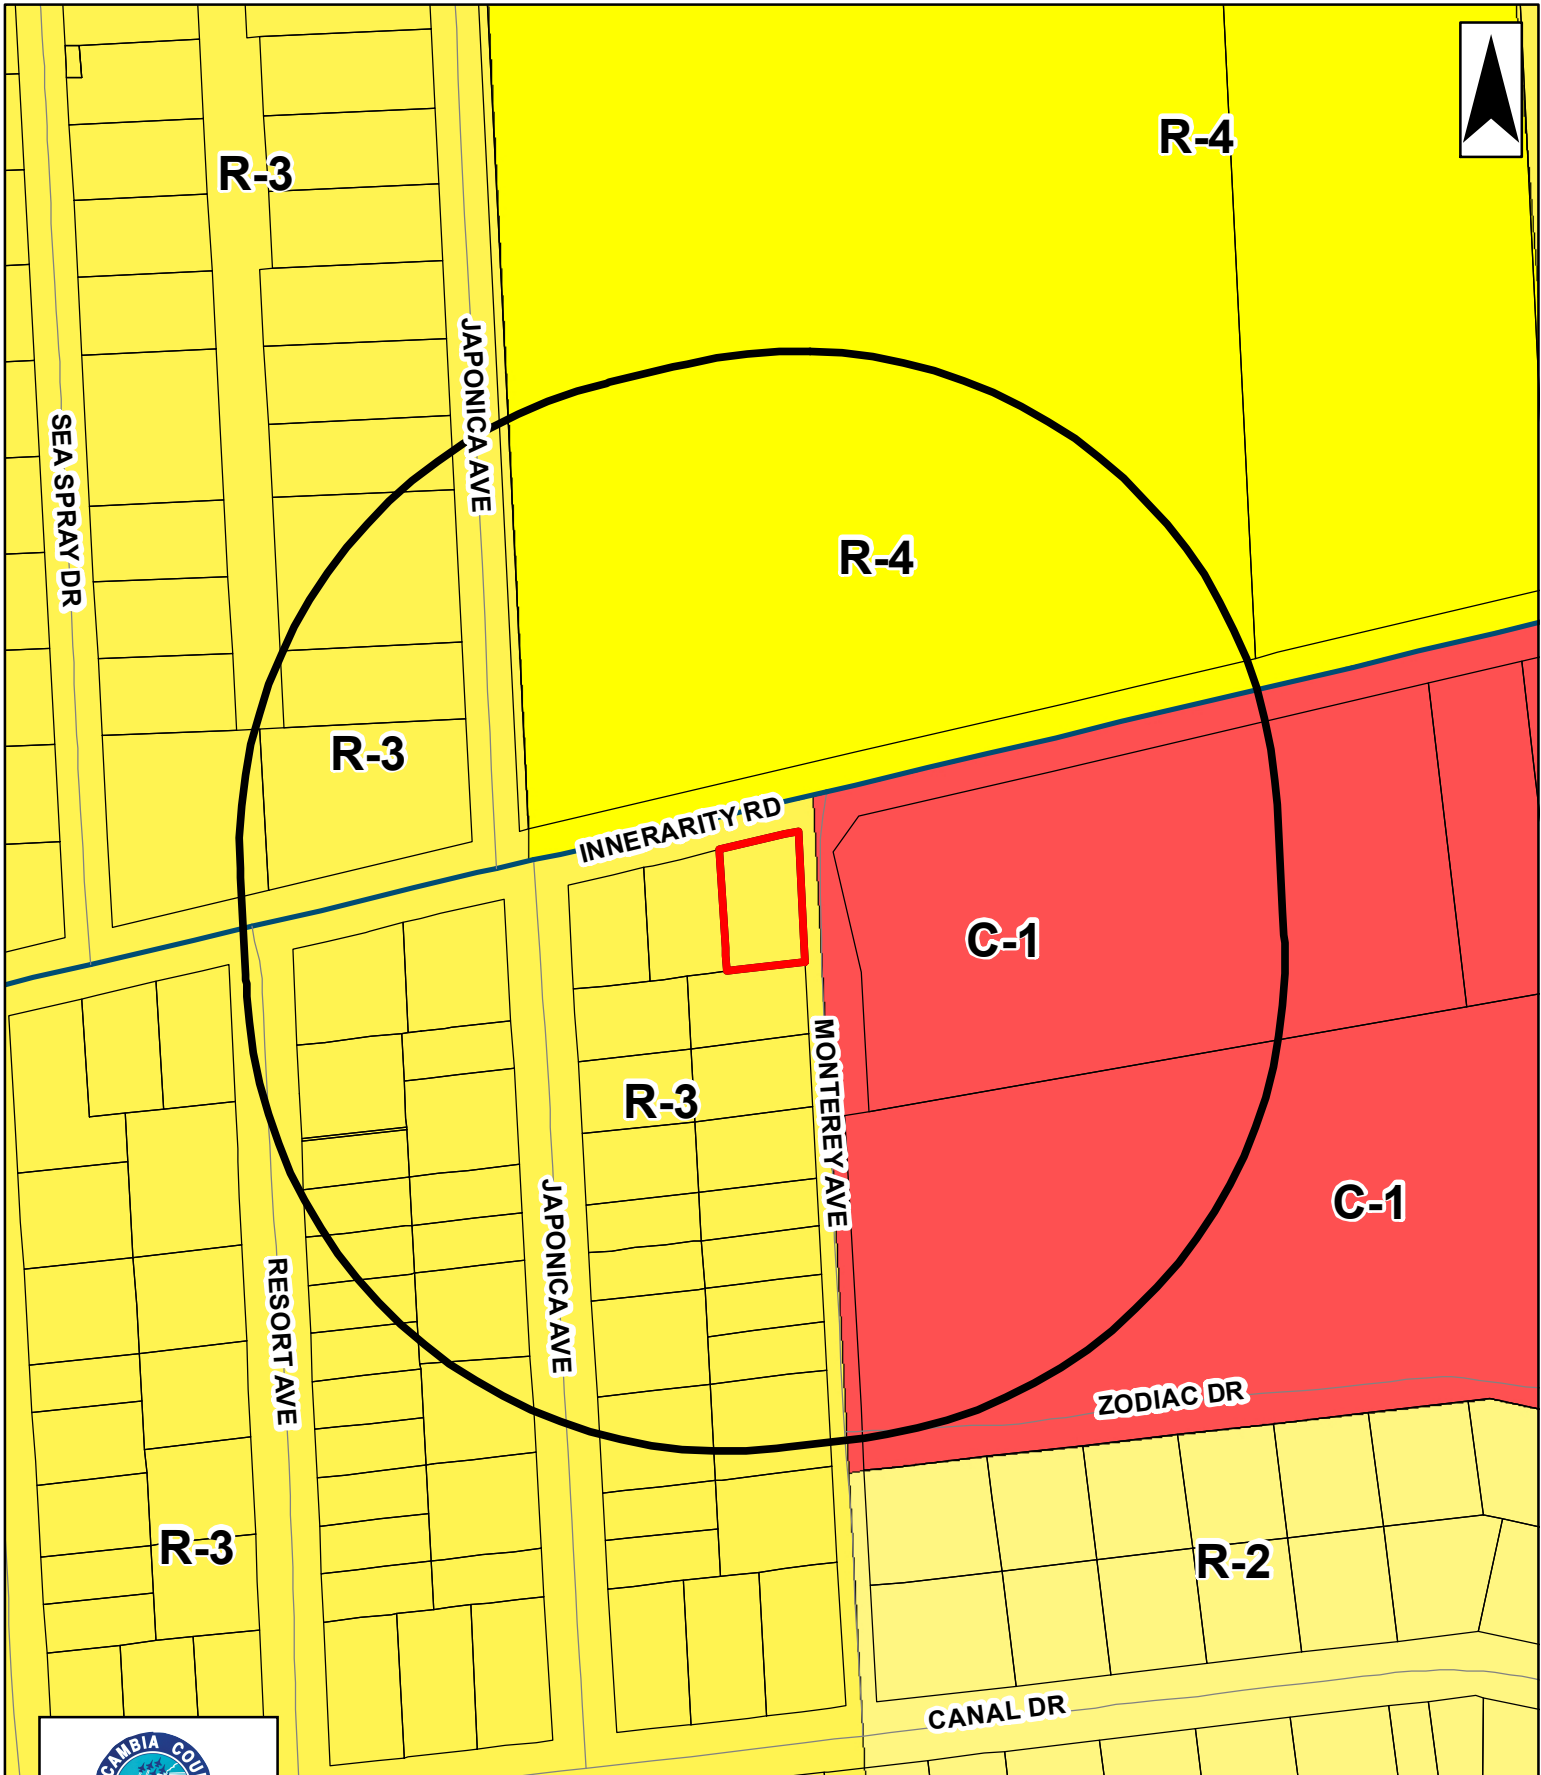 R-4
R-3
JAPONICA AVE
SEA SPRAY DR
R-4
R-3
INNERARITY RD
C-1
MONTEREY AVE
R-3
JAPONICA AVE
C-1
RESORT AVE
ZODIAC DR
R-3
R-2
CANAL DR